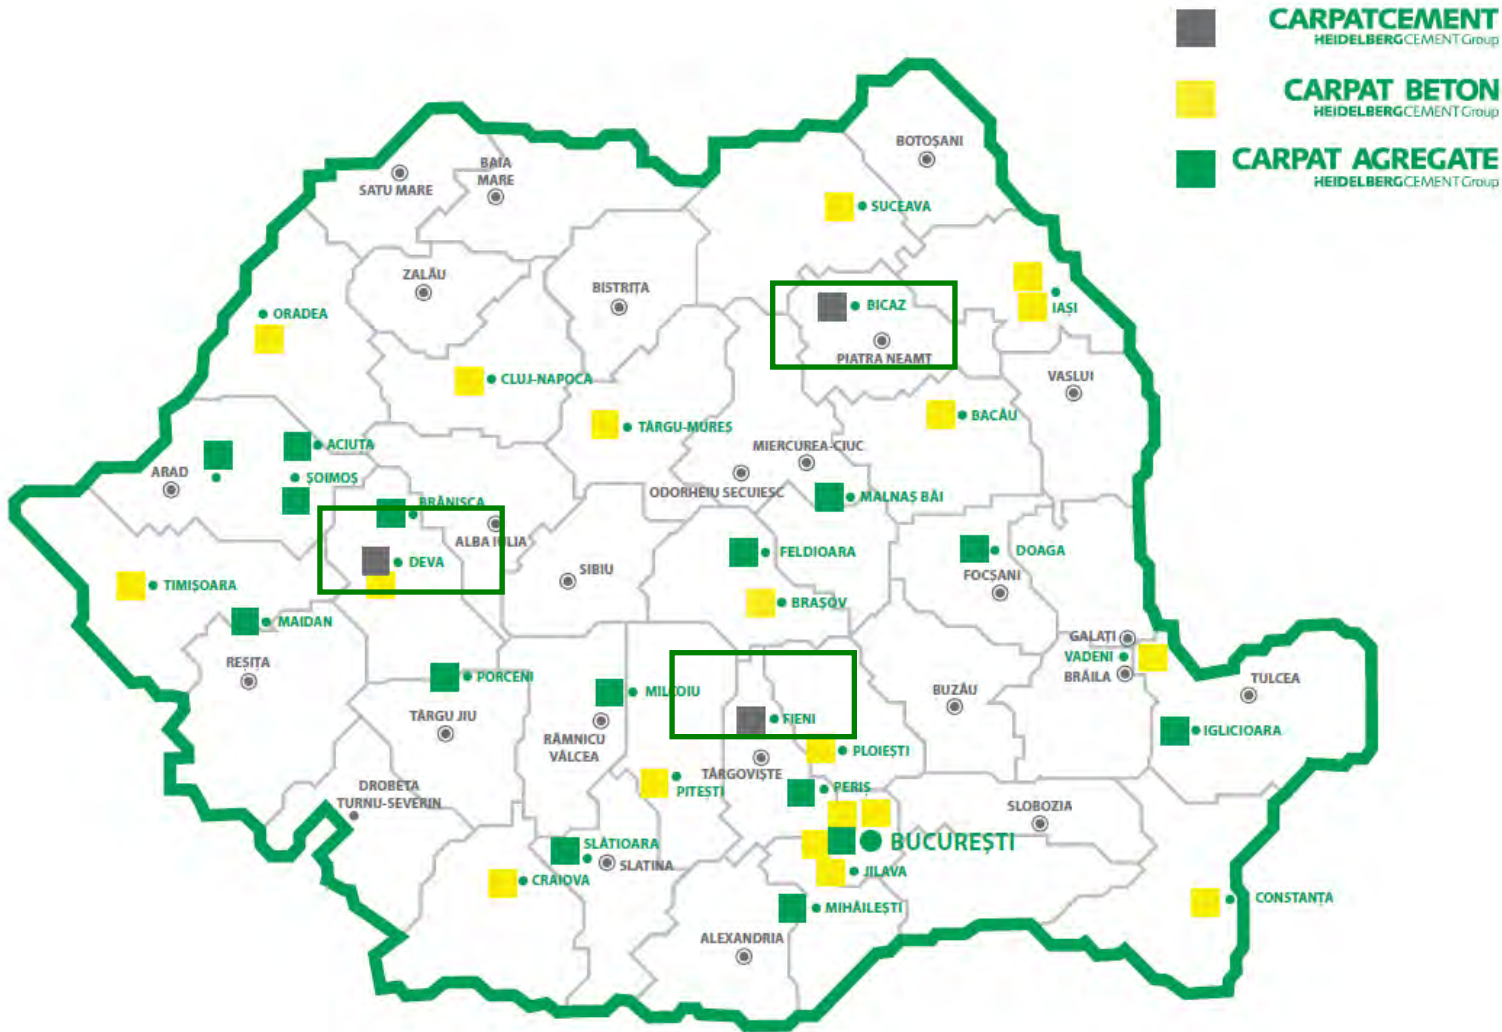 CARPATCEMENT
HEIDELBERGCEMENT Group
CARPAT BETON
HEIDELBERGCEMENT Group
CARPAT AGREGATE
HEIDELBERGCEMENT Group
BOTOȘANI
BAIA
MARE
SATU MARE
SUCEAVA
ZALĂU
BISTRIȚA
ORADEA
BICAZ
IAȘI
PIATRA NEAMȚ
VASLUI
CLUJ-NAPOCA
BACĂU
TÂRGU-MUREȘ
MIERCUREA-CIUC
ACIUTA
ARAD
ȘOIMOȘ
ODORHEIU SECUIESC
MALNAȘ BĂI
BRĂNIȘCA
ALBA IULIA
DEVA
SIBIU
FELDIOARA
DOAGA
FOCȘANI
TIMIȘOARA
BRAȘOV
MAIDAN
GALAȚI
VADENI
BRĂILA
REȘIȚA
PORCENI
MILCOIU
BUZĂU
TULCEA
TÂRGU JIU
FIENI
RÂMNICU
VÂLCEA
IGLICIOARA
PLOIEȘTI
TÂRGOVIȘTE
DROBETA
TURNU-SEVERIN
PITEȘTI
PERIȘ
SLOBOZIA
SLĂTIOARA
SLATINA
BUCUREȘTI
CRAIOVA
JILAVA
CONSTANȚA
MIHĂILEȘTI
ALEXANDRIA